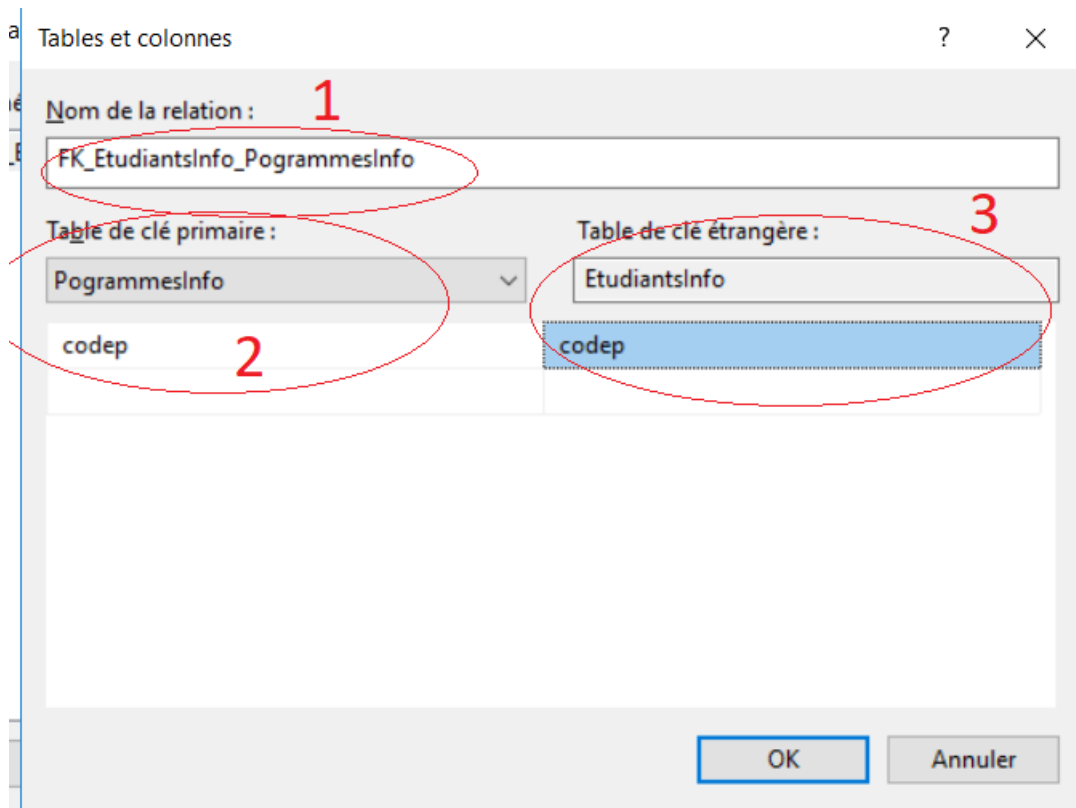 Tables et colonnes ? ×
Nom de la relation : 1
FK_EtudiantsInfo_PogrammesInfo
Table de clé primaire : Table de clé étrangère : 3
PogrammesInfo EtudiantsInfo
codep 2 codep
OK Annuler